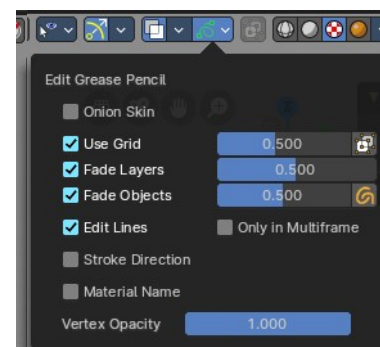 Edit Grease Pencil
Onion Skin
Use Grid 0.500
Fade Layers 0.500
Fade Objects 0.500
Edit Lines Only in Multiframe
Stroke Direction
Material Name
Vertex Opacity 1.000